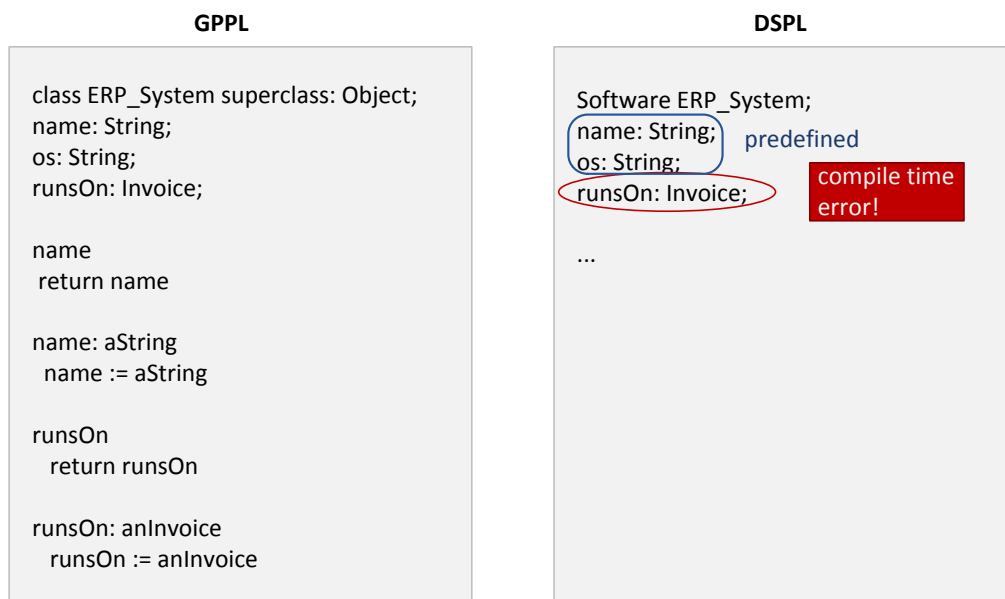 GPPL
class ERP_System superclass: Object;
name: String;
os: String;
runsOn: Invoice;
name
return name
name: aString
name := aString
runsOn
return runsOn
runsOn: anInvoice
runsOn := anInvoice
DSPL
Software ERP_System;
name: String;
os: String;
predefined
runsOn: Invoice;
compile time
error!
...